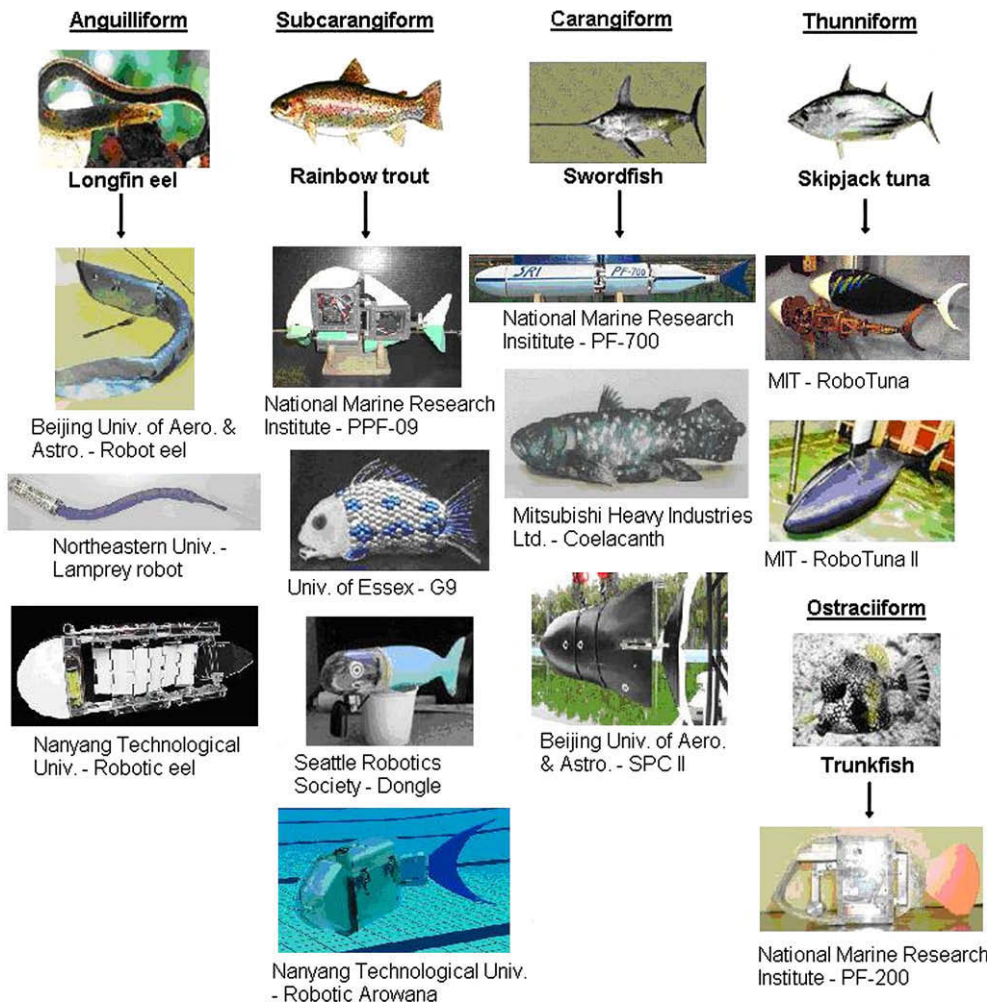 Anguilliform
Longfin eel
Beijing Univ. of Aero. &
Astro. - Robot eel
Northeastern Univ. -
Lamprey robot
Nanyang Technological
Univ. - Robotic eel
Subcarangiform
Rainbow trout
National Marine Research
Institute - PPF-09
Univ. of Essex - G9
Seattle Robotics
Society - Dongle
Nanyang Technological Univ.
- Robotic Arowana
Carangiform
Swordfish
SRI PF-700
National Marine Research
Insititute - PF-700
Mitsubishi Heavy Industries
Ltd. - Coelacanth
Beijing Univ. of Aero.
& Astro. - SPC II
Thunniform
Skipjack tuna
MIT - RoboTuna
MIT - RoboTuna II
Ostraciiform
Trunkfish
National Marine Research
Institute - PF-200